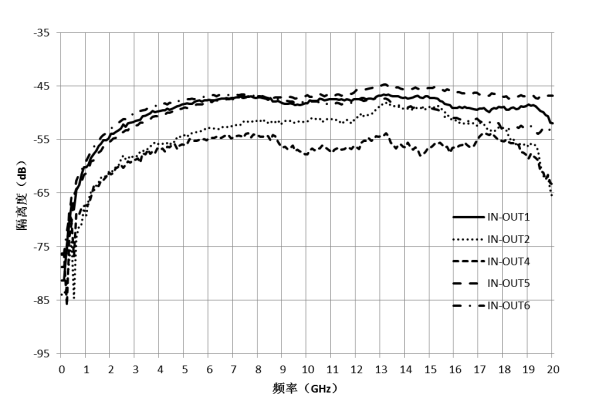 -35
-45
-55
-65
-75
-85
-95
隔离度（dB）
IN-OUT1
IN-OUT2
IN-OUT4
IN-OUT5
IN-OUT6
0 1 2 3 4 5 6 7 8 9 10 11 12 13 14 15 16 17 18 19 20
频率（GHz）